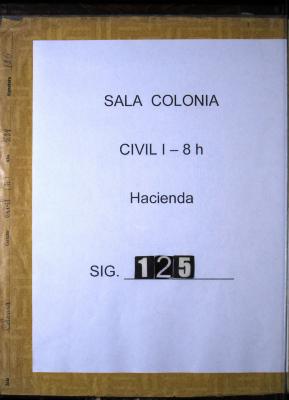 SALA COLONIA
CIVIL I – 8 h
Hacienda
SIG. 125